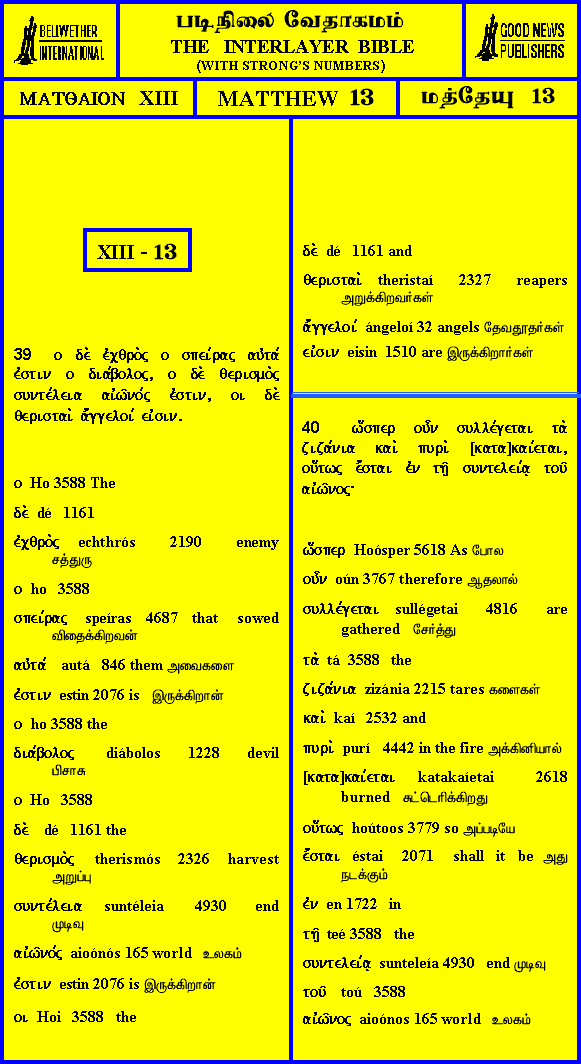 BELLWETHER
INTERNATIONAL
படிநிலை வேதாகமம்
THE INTERLAYER BIBLE
(WITH STRONG'S NUMBERS)
GOOD NEWS
PUBLISHERS
ΜΑΤΘΑΙΟΝ XIII
MATTHEW 13
மத்தேயு 13
XIII - 13
39 ο δὲ ἐχθρὸς ο σπείρας αὐτά
ἐστιν ο διάβολος, ο δὲ θερισμὸς
συντέλεια αἰῶνός ἐστιν, οι δὲ
θερισταὶ ἄγγελοί εἰσιν.
ο Ho 3588 The
δὲ dé 1161
ἐχθρὸς echthrós 2190 enemy
சத்துரு
ο ho 3588
σπείρας speíras 4687 that sowed
விதைக்கிறவன்
αὐτά autá 846 them அவைகளை
ἐστιν estin 2076 is இருக்கிறான்
ο ho 3588 the
διάβολος diábolos 1228 devil
பிசாசு
ο Ho 3588
δὲ dé 1161 the
θερισμὸς therismós 2326 harvest
அறுப்பு
συντέλεια suntéleia 4930 end
முடிவு
αἰῶνός aioónós 165 world உலகம்
ἐστιν estin 2076 is இருக்கிறான்
οι Hoi 3588 the
δὲ dé 1161 and
θερισταὶ theristaí 2327 reapers
அறுக்கிறவர்கள்
ἄγγελοί ángeloí 32 angels தேவதூதர்கள்
εἰσιν eisin 1510 are இருக்கிறார்கள்
40 ὥσπερ οὖν συλλέγεται τὰ
ζιζάνια καὶ πυρὶ [κατα]καίεται,
οὕτως ἔσται ἐν τῇ συντελείᾳ τοῦ
αἰῶνος·
ὥσπερ Hoósper 5618 As போல
οὖν oún 3767 therefore ஆதலால்
συλλέγεται sullégetai 4816 are
gathered சேர்த்து
τὰ tá 3588 the
ζιζάνια zizánia 2215 tares களைகள்
καὶ kaí 2532 and
πυρὶ purí 4442 in the fire அக்கினியால்
[κατα]καίεται katakaíetai 2618
burned சுட்டெரிக்கிறது
οὕτως hoútoos 3779 so அப்படியே
ἔσται éstai 2071 shall it be அது
நடக்கும்
ἐν en 1722 in
τῇ teé 3588 the
συντελείᾳ sunteleía 4930 end முடிவு
τοῦ toú 3588
αἰῶνος aioónos 165 world உலகம்